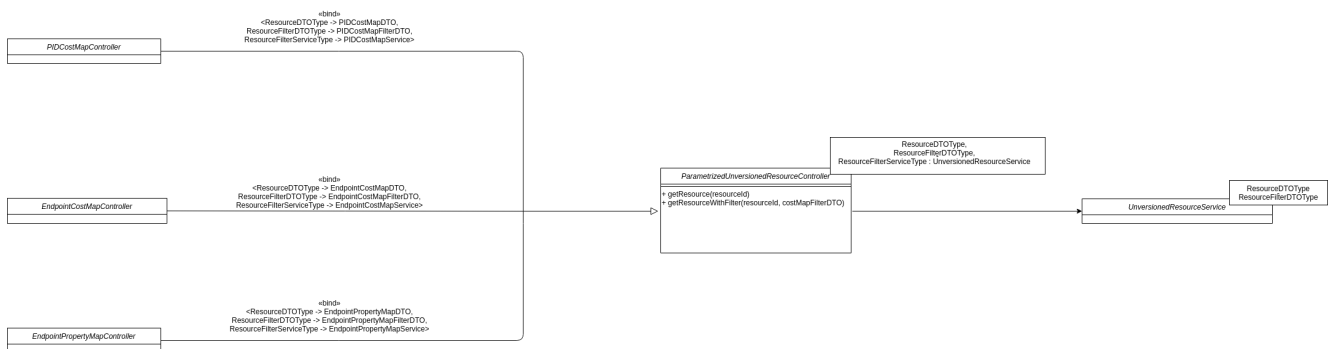 «bind»
<ResourceDTOType -> PIDCostMapDTO,
ResourceFilterDTOType -> PIDCostMapFilterDTO,
ResourceFilterServiceType -> PIDCostMapService>
PIDCostMapController
«bind»
<ResourceDTOType -> EndpointCostMapDTO,
ResourceFilterDTOType -> EndpointCostMapFilterDTO,
ResourceFilterServiceType -> EndpointCostMapService>
EndpointCostMapController
«bind»
<ResourceDTOType -> EndpointPropertyMapDTO,
ResourceFilterDTOType -> EndpointPropertyMapFilterDTO,
ResourceFilterServiceType -> EndpointPropertyMapService>
EndpointPropertyMapController
ResourceDTOType,
ResourceFilterDTOType,
ResourceFilterServiceType : UnversionedResourceService
ParametrizedUnversionedResourceController
+ getResource(resourceId)
+ getResourceWithFilter(resourceId, costMapFilterDTO)
ResourceDTOType
ResourceFilterDTOType
UnversionedResourceService